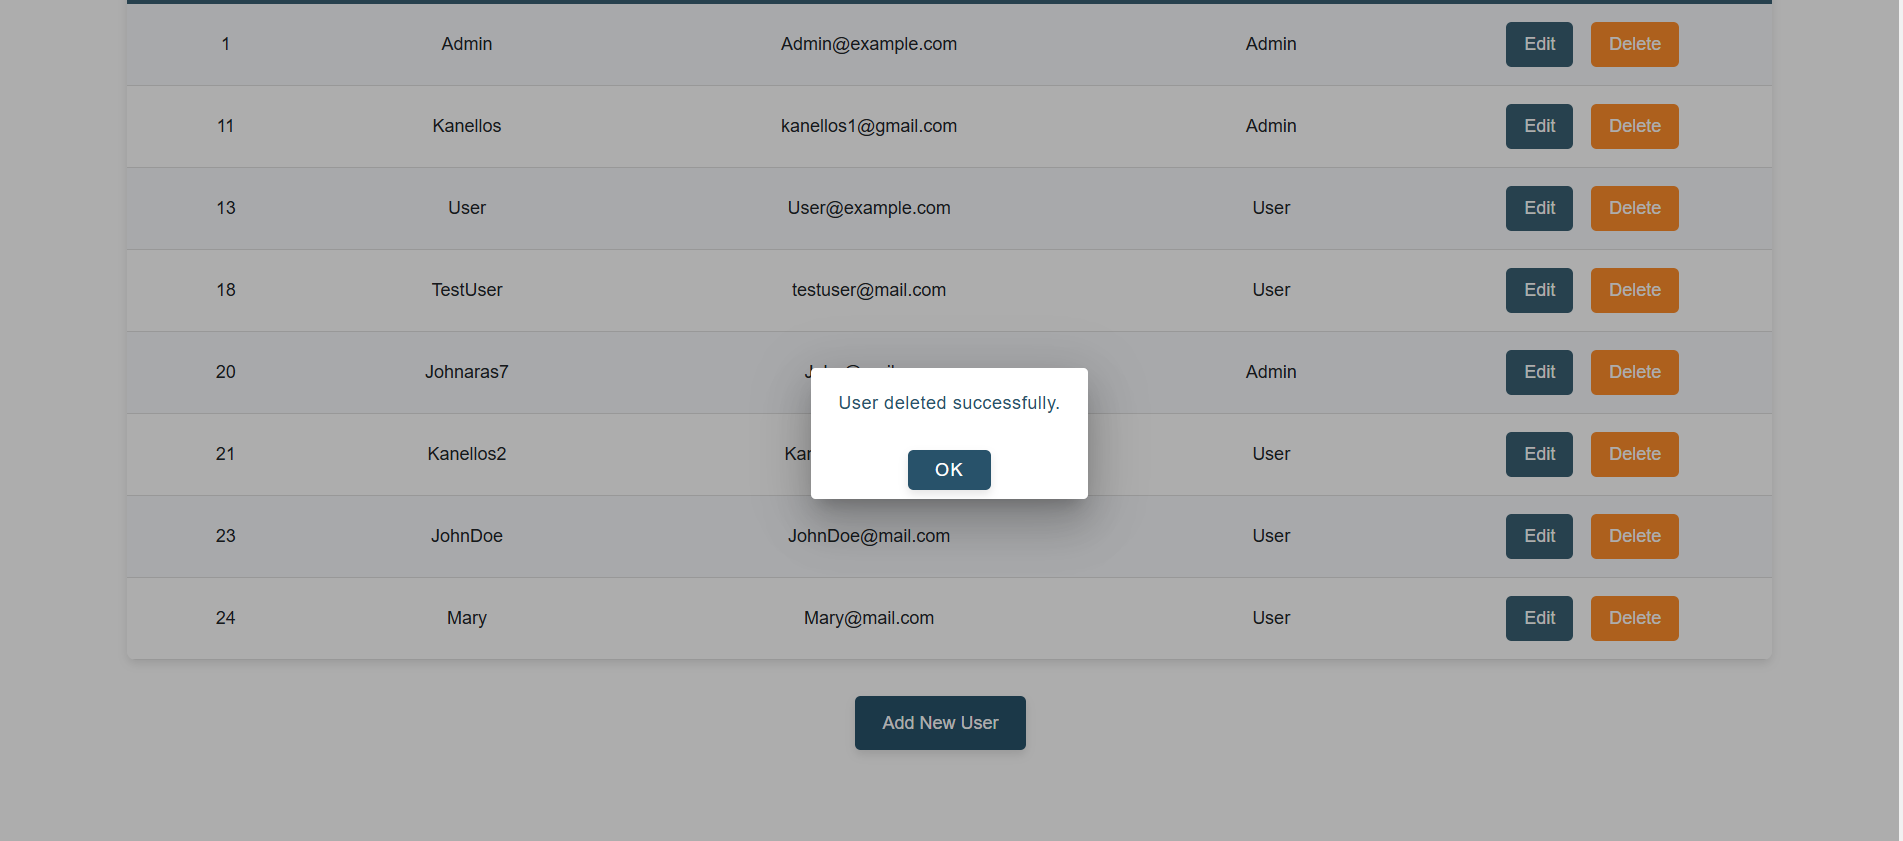 1 Admin Admin@example.com Admin Edit Delete
11 Kanellos kanellos1@gmail.com Admin Edit Delete
13 User User@example.com User Edit Delete
18 TestUser testuser@mail.com User Edit Delete
20 Johnaras7 Admin Edit Delete
User deleted successfully.
21 Kanellos2 User Edit Delete
OK
23 JohnDoe JohnDoe@mail.com User Edit Delete
24 Mary Mary@mail.com User Edit Delete
Add New User